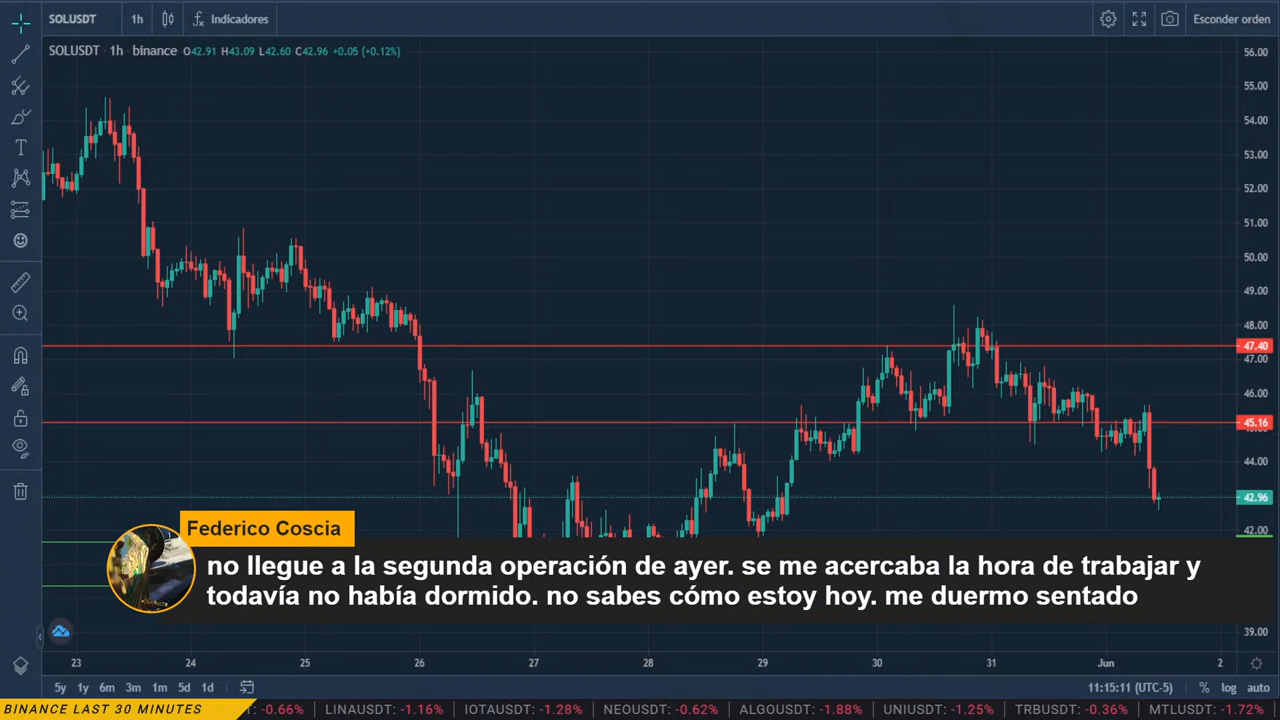 SOLUSDT 1h Indicadores Esconder orden
SOLUSDT · 1h · binance O42.91 H43.09 L42.60 C42.96 +0.05 (+0.12%)
56.00
55.00
54.00
53.00
52.00
51.00
50.00
49.00
48.00
47.40
47.00
46.00
45.16
44.00
42.96
42.00
39.00
Federico Coscia
no llegue a la segunda operación de ayer. se me acercaba la hora de trabajar y
todavía no había dormido. no sabes cómo estoy hoy. me duermo sentado
23 24 25 26 27 28 29 30 31 Jun 2
5y 1y 6m 3m 1m 5d 1d 11:15:11 (UTC-5) % log auto
BINANCE LAST 30 MINUTES T: -0.66% LINAUSDT: -1.16% IOTAUSDT: -1.28% NEOUSDT: -0.62% ALGOUSDT: -1.88% UNIUSDT: -1.25% TRBUSDT: -0.36% MTLUSDT: -1.72%